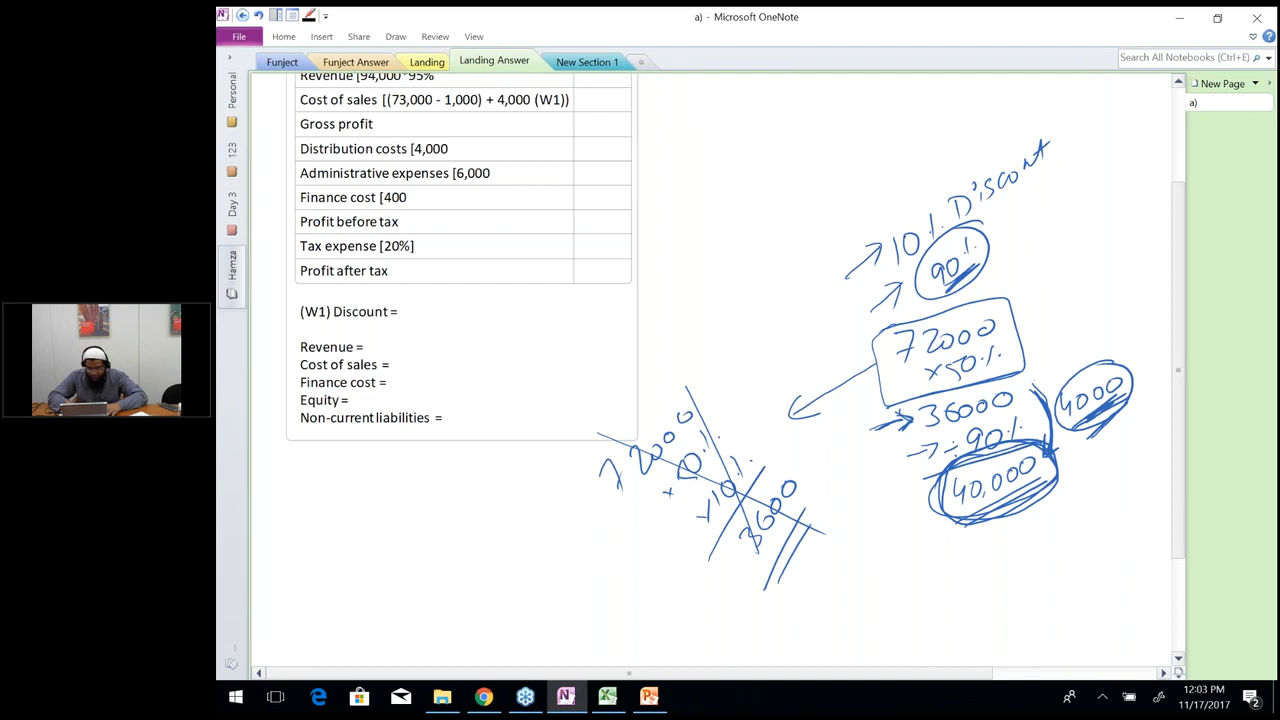 a) - Microsoft OneNote
File Home Insert Share Draw Review View
Funject Funject Answer Landing Landing Answer New Section 1
Search All Notebooks (Ctrl+E)
New Page
a)
Personal
123
Day 3
Hamza
Revenue [94,000*95%
Cost of sales [(73,000 - 1,000) + 4,000 (W1))
Gross profit
Distribution costs [4,000
Administrative expenses [6,000
Finance cost [400
Profit before tax
Tax expense [20%]
Profit after tax
(W1) Discount =
Revenue =
Cost of sales =
Finance cost =
Equity =
Non-current liabilities =
10% Discount
90%
72000
x50%
36000
÷90%
40,000
4000
72000
x10%
3600
12:03 PM
11/17/2017
2